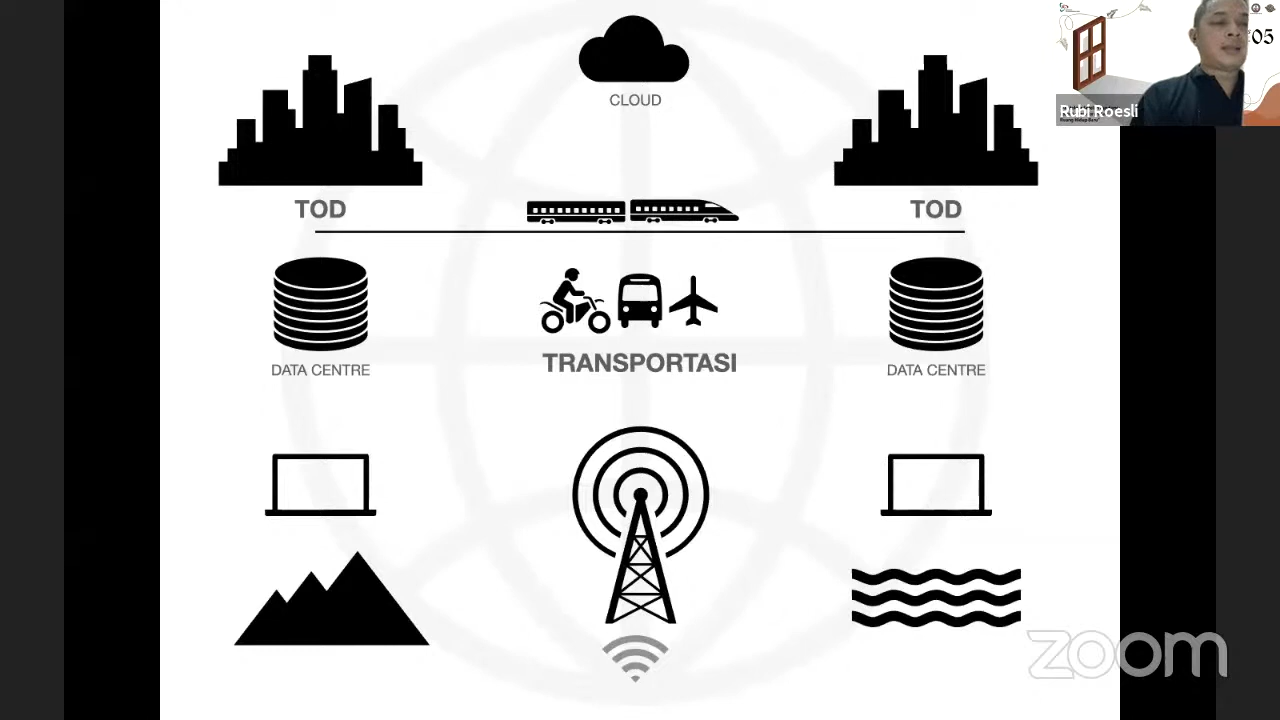 CLOUD
05
Rubi Roesli
TOD
TOD
DATA CENTRE
TRANSPORTASI
DATA CENTRE
zoom